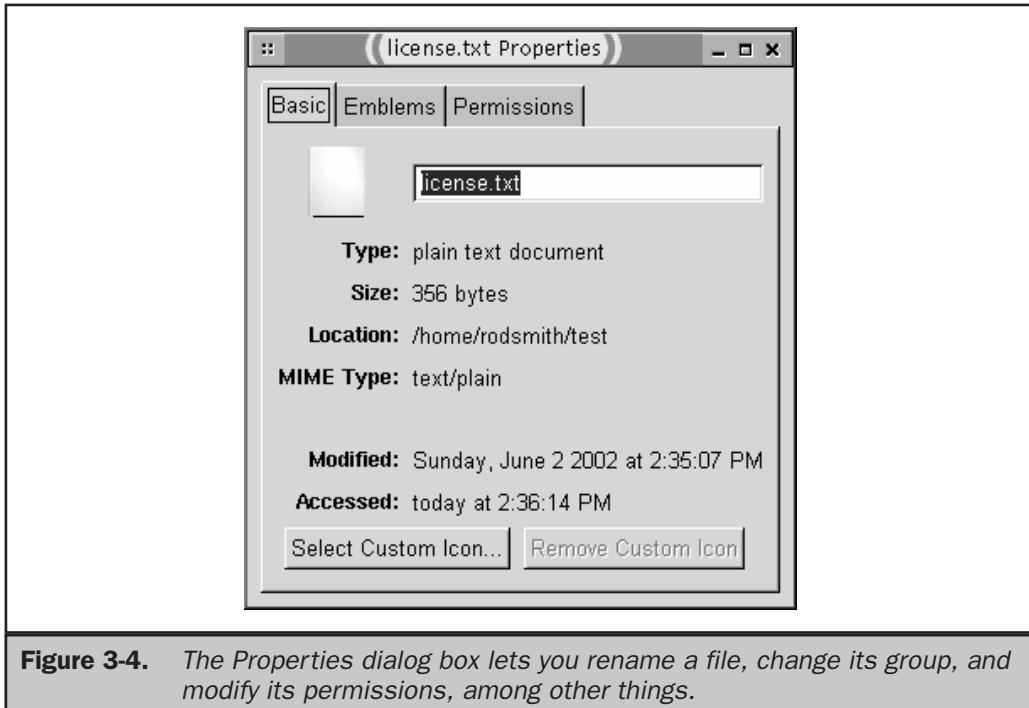 license.txt Properties
Basic Emblems Permissions
license.txt
Type: plain text document
Size: 356 bytes
Location: /home/rodsmith/test
MIME Type: text/plain
Modified: Sunday, June 2 2002 at 2:35:07 PM
Accessed: today at 2:36:14 PM
Select Custom Icon... Remove Custom Icon
Figure 3-4. The Properties dialog box lets you rename a file, change its group, and
modify its permissions, among other things.